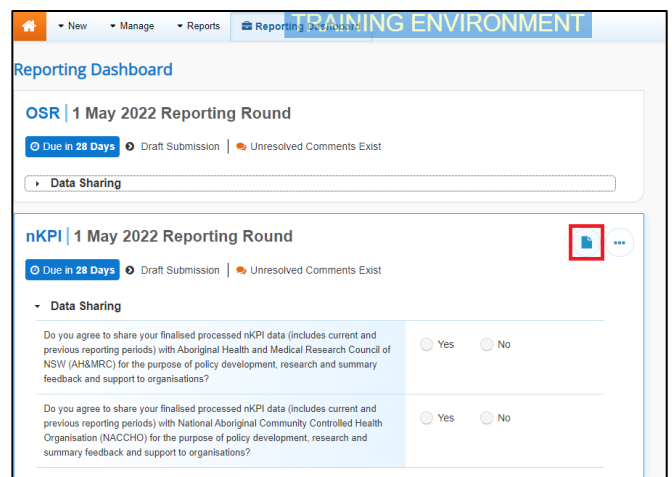 New Manage Reports Reporting Dashboard
TRAINING ENVIRONMENT
Reporting Dashboard
OSR | 1 May 2022 Reporting Round
Due in 28 Days Draft Submission | Unresolved Comments Exist
Data Sharing
nKPI | 1 May 2022 Reporting Round
Due in 28 Days Draft Submission | Unresolved Comments Exist
Data Sharing
Do you agree to share your finalised processed nKPI data (includes current and
previous reporting periods) with Aboriginal Health and Medical Research Council of
NSW (AH&MRC) for the purpose of policy development, research and summary
feedback and support to organisations?
Yes No
Do you agree to share your finalised processed nKPI data (includes current and
previous reporting periods) with National Aboriginal Community Controlled Health
Organisation (NACCHO) for the purpose of policy development, research and
summary feedback and support to organisations?
Yes No